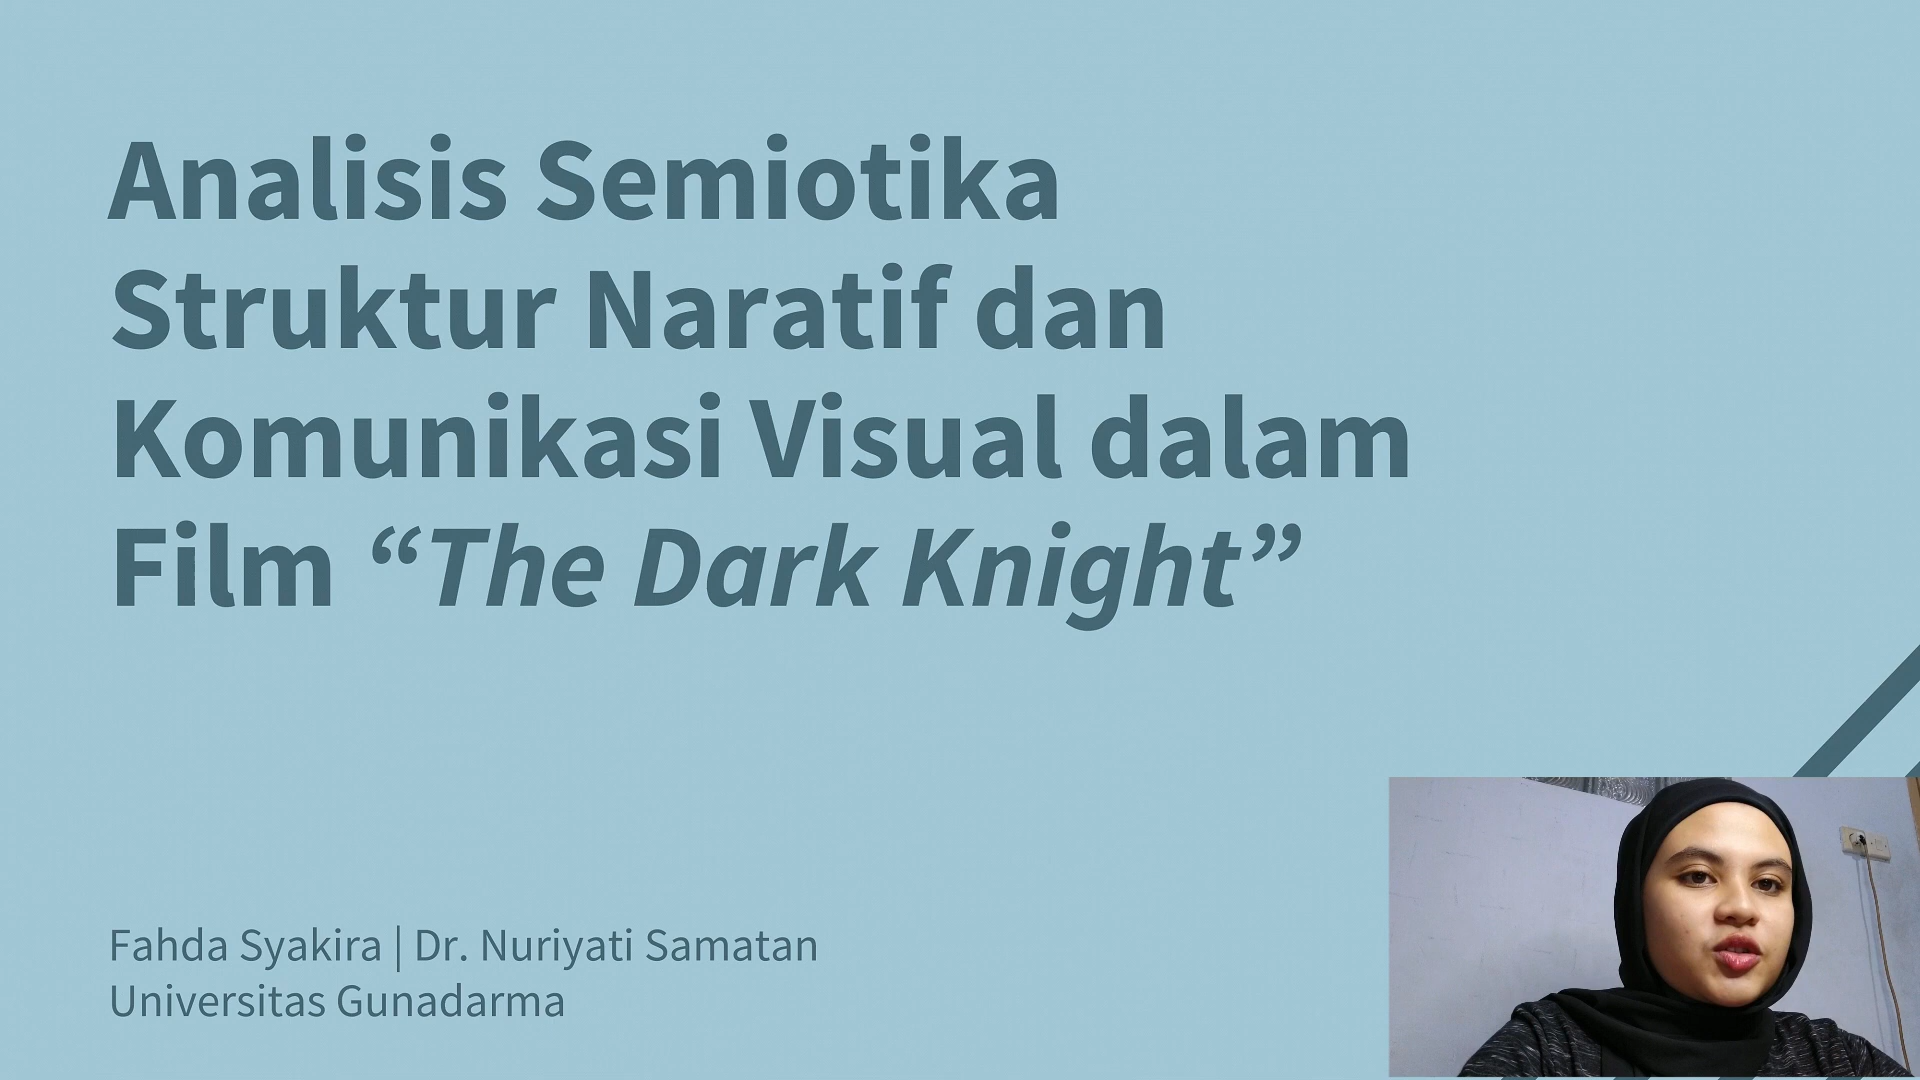 Analisis Semiotika
Struktur Naratif dan
Komunikasi Visual dalam
Film “The Dark Knight”
Fahda Syakira | Dr. Nuriyati Samatan
Universitas Gunadarma